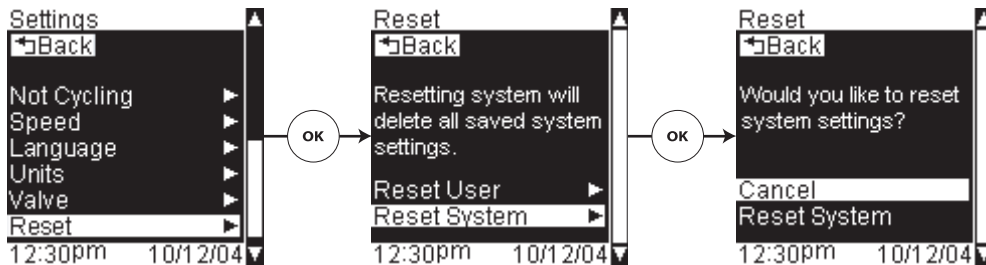 Settings
Back
Not Cycling
Speed
Language
Units
Valve
Reset
12:30pm 10/12/04
OK
Reset
Back
Resetting system will
delete all saved system
settings.
Reset User
Reset System
12:30pm 10/12/04
OK
Reset
Back
Would you like to reset
system settings?
Cancel
Reset System
12:30pm 10/12/04